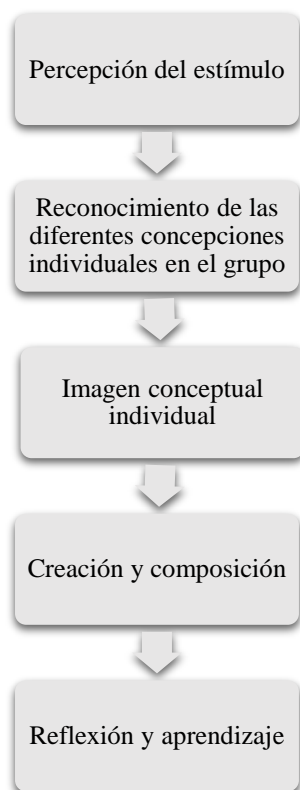 Percepción del estímulo
Reconocimiento de las
diferentes concepciones
individuales en el grupo
Imagen conceptual
individual
Creación y composición
Reflexión y aprendizaje